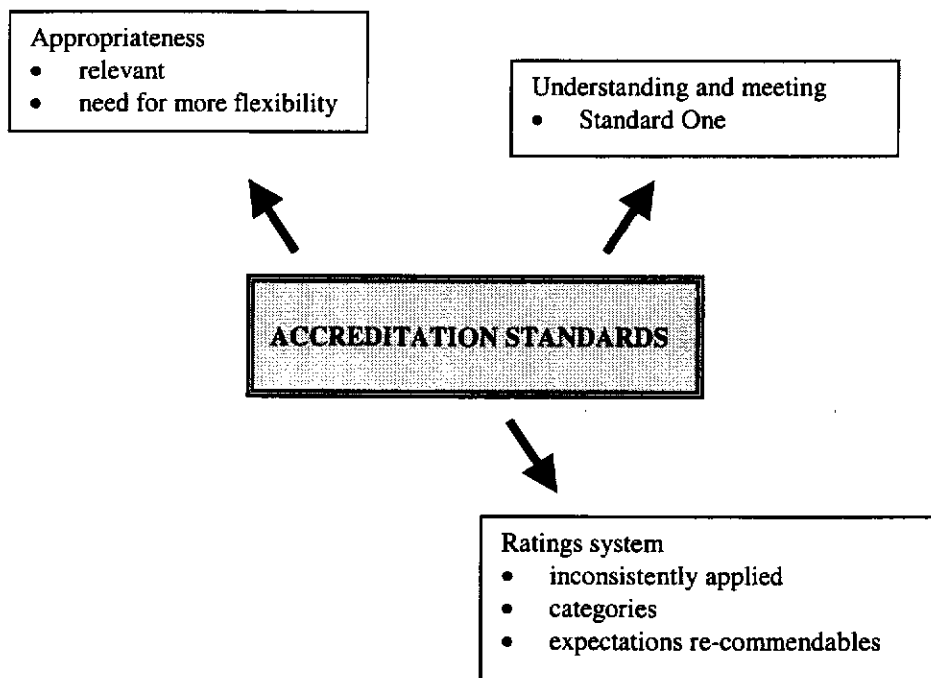 Appropriateness
• relevant
• need for more flexibility
Understanding and meeting
• Standard One
ACCREDITATION STANDARDS
Ratings system
• inconsistently applied
• categories
• expectations re-commendables